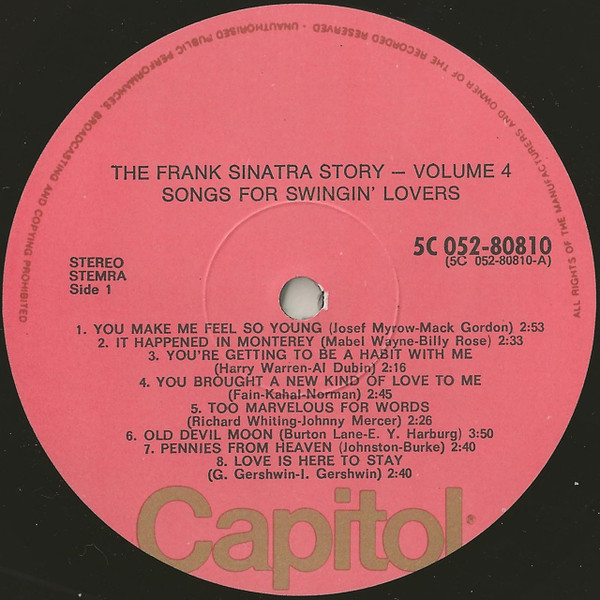 ALL RIGHTS OF THE MANUFACTURERS AND OWNER OF THE RECORDED RESERVED · UNAUTHORISED PUBLIC PERFORMANCES, BROADCASTING AND COPYING PROHIBITED
THE FRANK SINATRA STORY — VOLUME 4
SONGS FOR SWINGIN' LOVERS
5C 052-80810
(5C 052-80810-A)
STEREO
STEMRA
Side 1
1. YOU MAKE ME FEEL SO YOUNG (Josef Myrow-Mack Gordon) 2:53
2. IT HAPPENED IN MONTEREY (Mabel Wayne-Billy Rose) 2:33
3. YOU'RE GETTING TO BE A HABIT WITH ME
(Harry Warren-Al Dubin) 2:16
4. YOU BROUGHT A NEW KIND OF LOVE TO ME
(Fain-Kahal-Norman) 2:45
5. TOO MARVELOUS FOR WORDS
(Richard Whiting-Johnny Mercer) 2:26
6. OLD DEVIL MOON (Burton Lane-E. Y. Harburg) 3:50
7. PENNIES FROM HEAVEN (Johnston-Burke) 2:40
8. LOVE IS HERE TO STAY
(G. Gershwin-I. Gershwin) 2:40
Capitol®